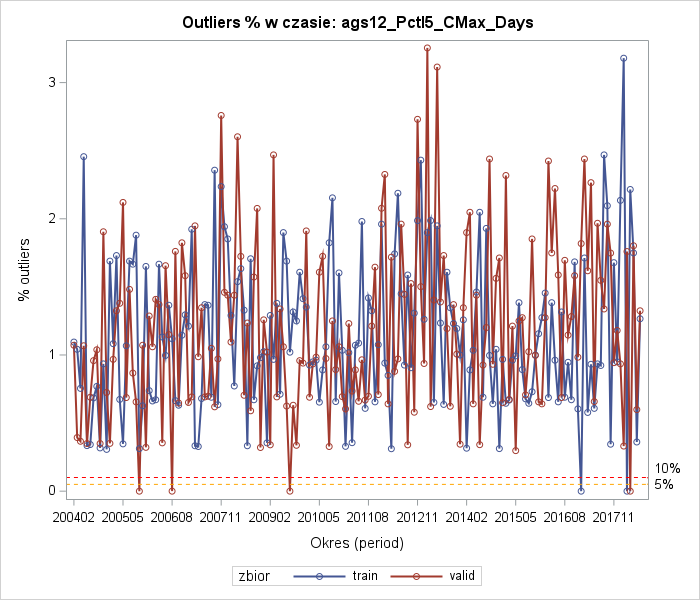 Outliers % w czasie: ags12_Pctl5_CMax_Days
% outliers
3
2
1
0
10%
5%
200402 200505 200608 200711 200902 201005 201108 201211 201402 201505 201608 201711
Okres (period)
zbior train valid